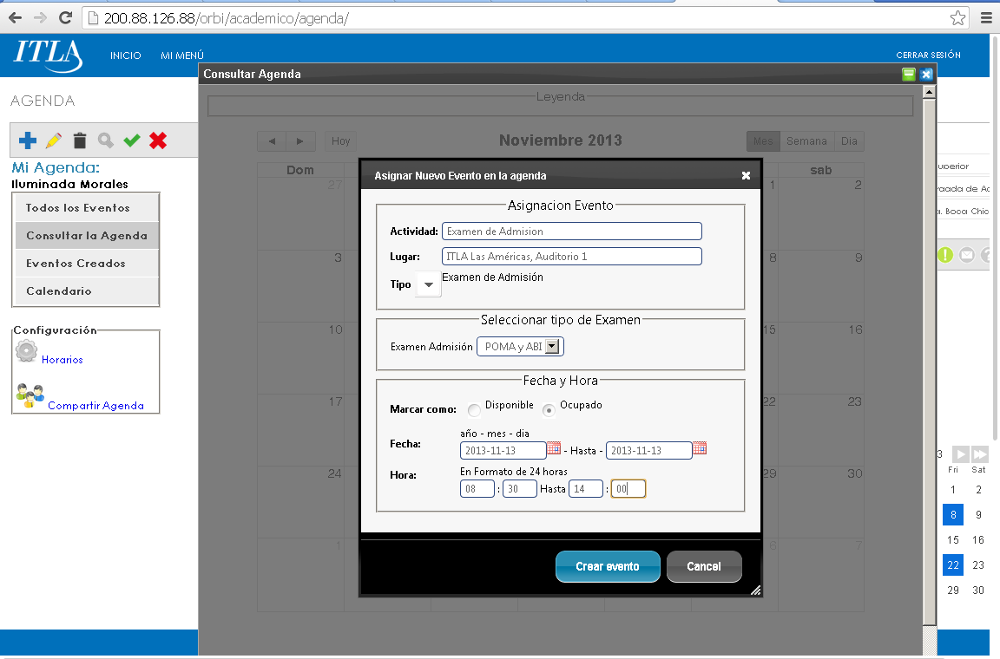 200.88.126.88/orbi/academico/agenda/
ITLA
INICIO MI MENÚ CERRAR SESIÓN
AGENDA
Mi Agenda:
Iluminada Morales
Todos los Eventos
Consultar la Agenda
Eventos Creados
Calendario
Configuración
Horarios
Compartir Agenda
Consultar Agenda
Leyenda
Hoy Noviembre 2013 Mes Semana Dia
Dom sab
27 1 2
3 8 9
10 15 16
17 22 23
24 29 30
1 6 7
Asignar Nuevo Evento en la agenda
Asignacion Evento
Actividad: Examen de Admision
Lugar: ITLA Las Américas, Auditorio 1
Tipo Examen de Admisión
Seleccionar tipo de Examen
Examen Admisión POMA y ABI
Fecha y Hora
Marcar como: Disponible Ocupado
año - mes - dia
Fecha: 2013-11-13 - Hasta - 2013-11-13
En Formato de 24 horas
Hora: 08 : 30 Hasta 14 : 00
Crear evento Cancel
uperior
a. Boca Chic
3
Fri Sat
1 2
8 9
15 16
22 23
29 30